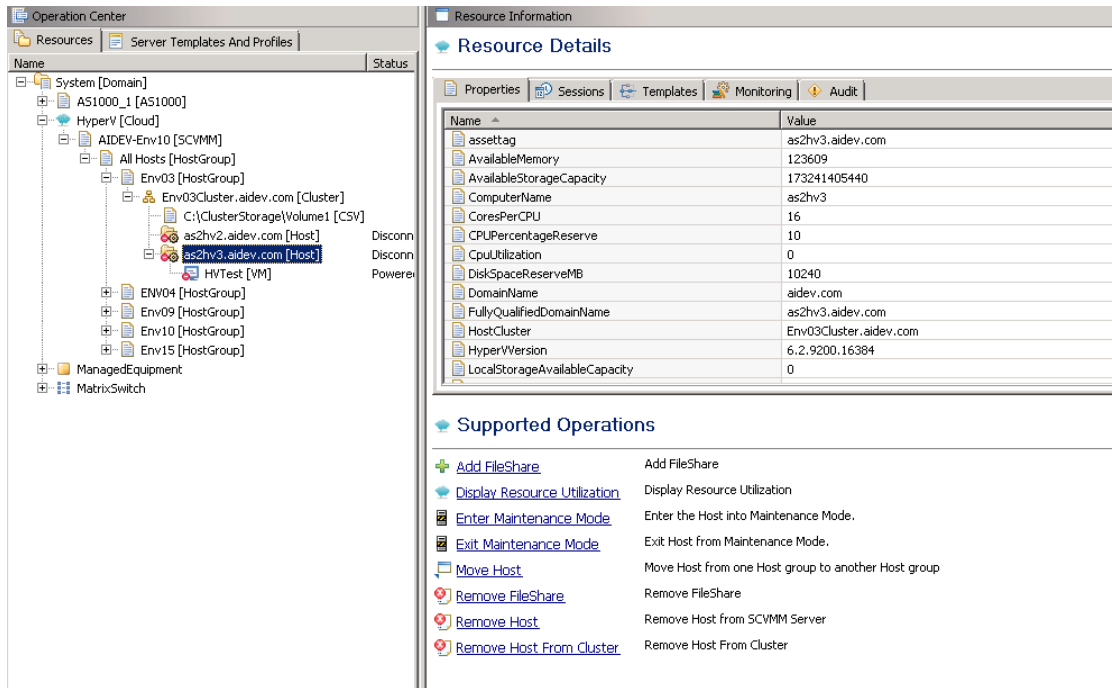 Operation Center
Resources Server Templates And Profiles
Name Status
System [Domain]
AS1000_1 [AS1000]
HyperV [Cloud]
AIDEV-Env10 [SCVMM]
All Hosts [HostGroup]
Env03 [HostGroup]
Env03Cluster.aidev.com [Cluster]
C:\ClusterStorage\Volume1 [CSV]
as2hv2.aidev.com [Host] Disconn
as2hv3.aidev.com [Host] Disconn
HVTest [VM] Powere
ENV04 [HostGroup]
Env09 [HostGroup]
Env10 [HostGroup]
Env15 [HostGroup]
ManagedEquipment
MatrixSwitch
Resource Information
Resource Details
Properties Sessions Templates Monitoring Audit
Name Value
assettag as2hv3.aidev.com
AvailableMemory 123609
AvailableStorageCapacity 173241405440
ComputerName as2hv3
CoresPerCPU 16
CPUPercentageReserve 10
CpuUtilization 0
DiskSpaceReserveMB 10240
DomainName aidev.com
FullyQualifiedDomainName as2hv3.aidev.com
HostCluster Env03Cluster.aidev.com
HyperVVersion 6.2.9200.16384
LocalStorageAvailableCapacity 0
Supported Operations
Add FileShare Add FileShare
Display Resource Utilization Display Resource Utilization
Enter Maintenance Mode Enter the Host into Maintenance Mode.
Exit Maintenance Mode Exit Host from Maintenance Mode.
Move Host Move Host from one Host group to another Host group
Remove FileShare Remove FileShare
Remove Host Remove Host from SCVMM Server
Remove Host From Cluster Remove Host From Cluster